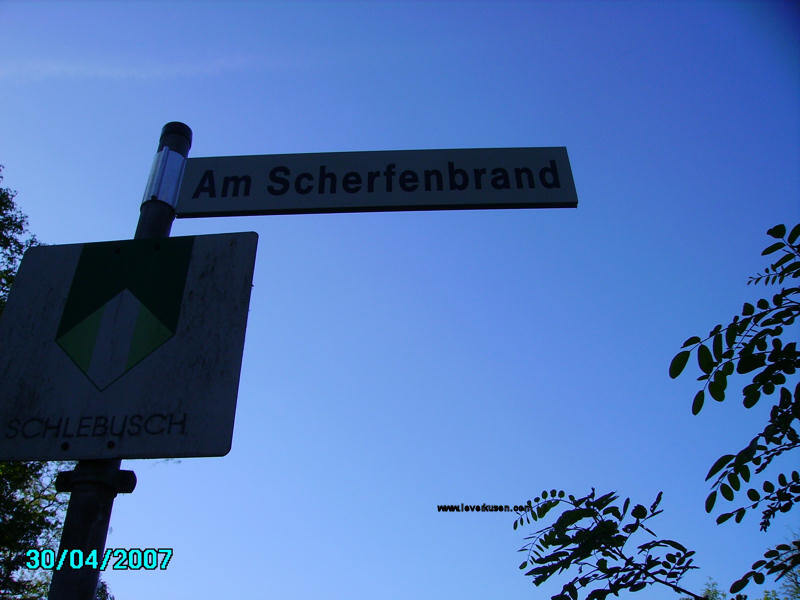 Am Scherfenbrand
SCHLEBUSCH
www.leverkusen.com
30/04/2007